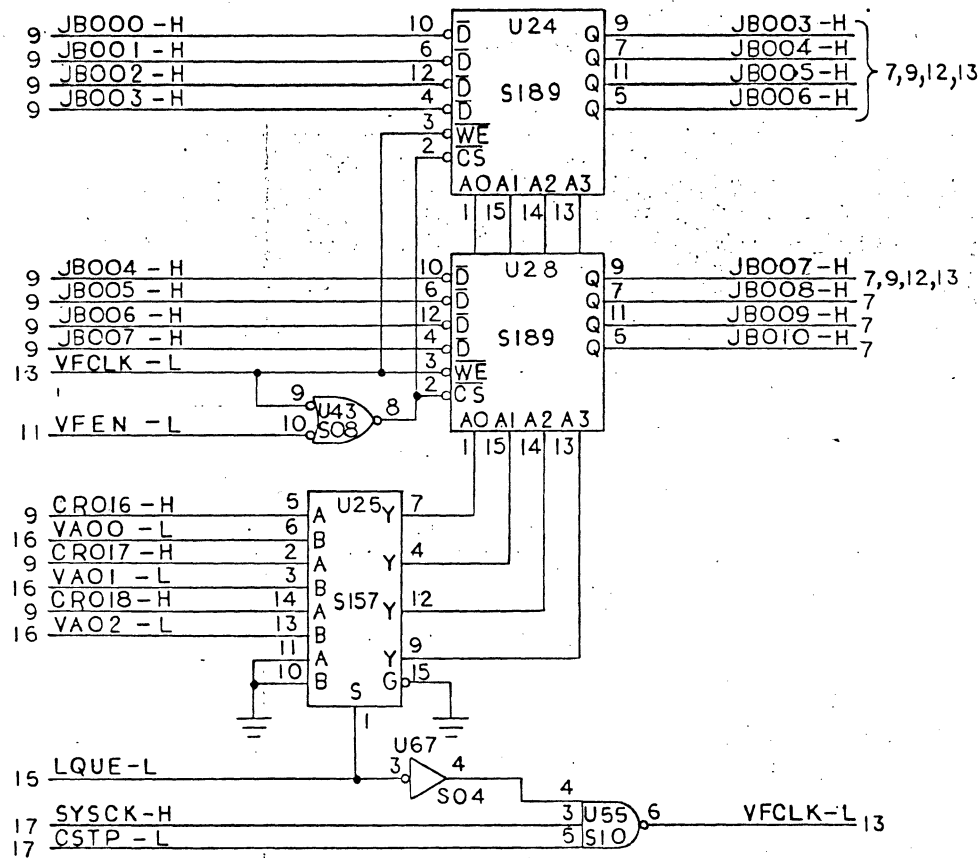 9 JB000-H 10 D U24 Q 9 JB003-H
9 JB001-H 6 D Q 7 JB004-H
9 JB002-H 12 D S189 Q 11 JB005-H 7,9,12,13
9 JB003-H 4 D Q 5 JB006-H
3 WE
2 CS
A0 A1 A2 A3
1 15 14 13
9 JB004-H 10 D U28 Q 9 JB007-H 7,9,12,13
9 JB005-H 6 D Q 7 JB008-H 7
9 JB006-H 12 D S189 Q 11 JB009-H 7
9 JB007-H 4 D Q 5 JB010-H 7
13 VFCLK-L 3 WE
2 CS
9 U43 8
11 VFEN-L 10 S08
A0 A1 A2 A3
1 15 14 13
9 CR016-H 5 A U25 Y 7
16 VA00-L 6 B
9 CR017-H 2 A Y 4
16 VA01-L 3 B S157
9 CR018-H 14 A Y 12
16 VA02-L 13 B
11 A Y 9
10 B G 15
S
1
U67
15 LQUE-L 3 4
S04
4
17 SYSCK-H 3 U55 6 VFCLK-L 13
17 CSTP-L 5 S10